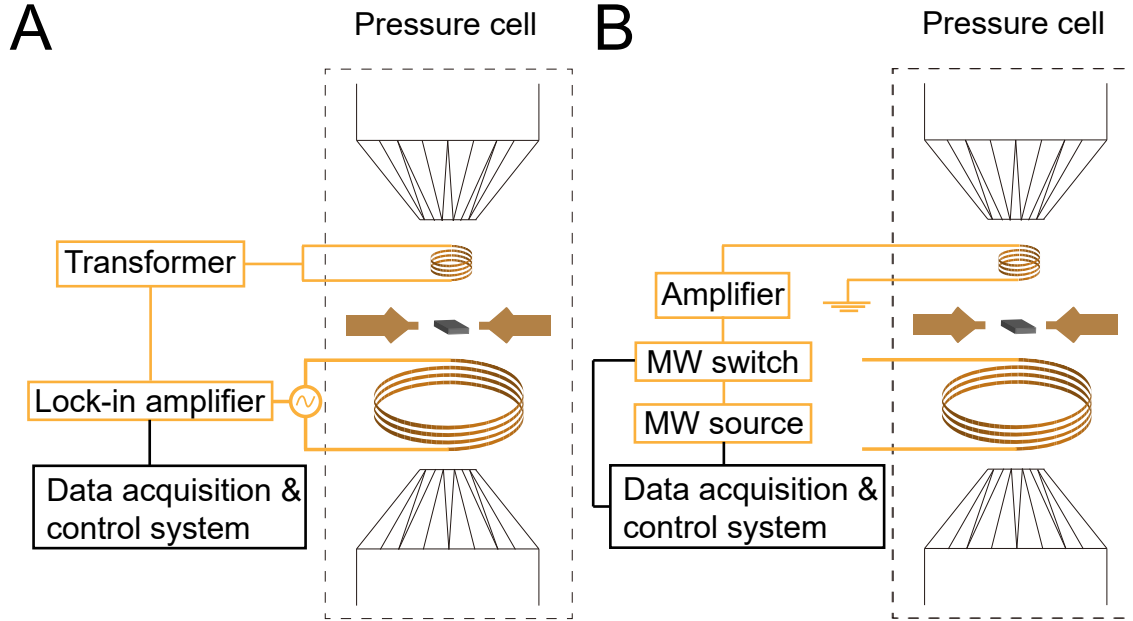 A
Pressure cell
Transformer
Lock-in amplifier
Data acquisition &
control system
B
Pressure cell
Amplifier
MW switch
MW source
Data acquisition &
control system